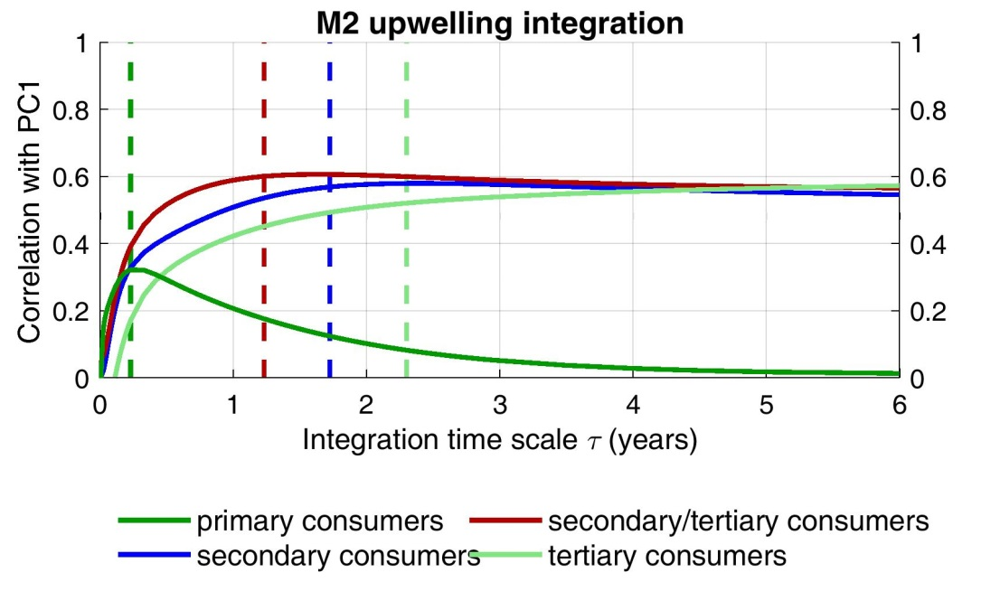 M2 upwelling integration
Correlation with PC1
1
0.8
0.6
0.4
0.2
0
1
0.8
0.6
0.4
0.2
0
0 1 2 3 4 5 6
Integration time scale τ (years)
primary consumers secondary/tertiary consumers
secondary consumers tertiary consumers